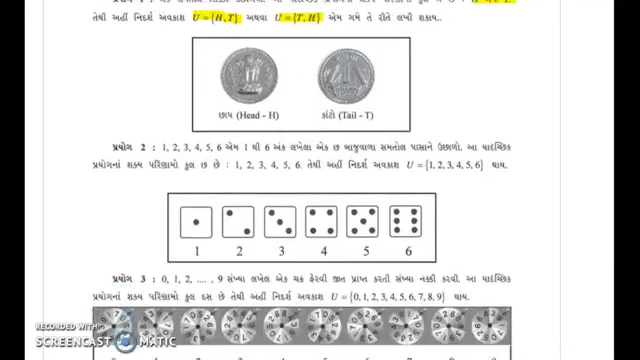 તેથી અહીં નિદર્શ અવકાશ U = {H, T} અથવા U = {T, H} એમ ગમે તે રીતે લખી શકાય..
છાપ (Head - H) કાંટો (Tail - T)
પ્રયોગ 2 : 1, 2, 3, 4, 5, 6 એમ 1 થી 6 અંક લખેલા એક છ બાજુવાળા સમતોલ પાસાને ઉછાળો. આ યાદચ્છિક
પ્રયોગનાં શક્ય પરિણામો કુલ છ છે : 1, 2, 3, 4, 5, 6. તેથી અહીં નિદર્શ અવકાશ U = {1, 2, 3, 4, 5, 6} થાય.
1 2 3 4 5 6
પ્રયોગ 3 : 0, 1, 2, ...., 9 સંખ્યા લખેલ એક ચક્ર ફેરવી જીત પ્રાપ્ત કરતી સંખ્યા નક્કી કરવી. આ યાદચ્છિક
પ્રયોગનાં શક્ય પરિણામો કુલ દસ છે તેથી અહીં નિદર્શ અવકાશ U = {0, 1, 2, 3, 4, 5, 6, 7, 8, 9} થાય.
RECORDED WITH
SCREENCAST MATIC